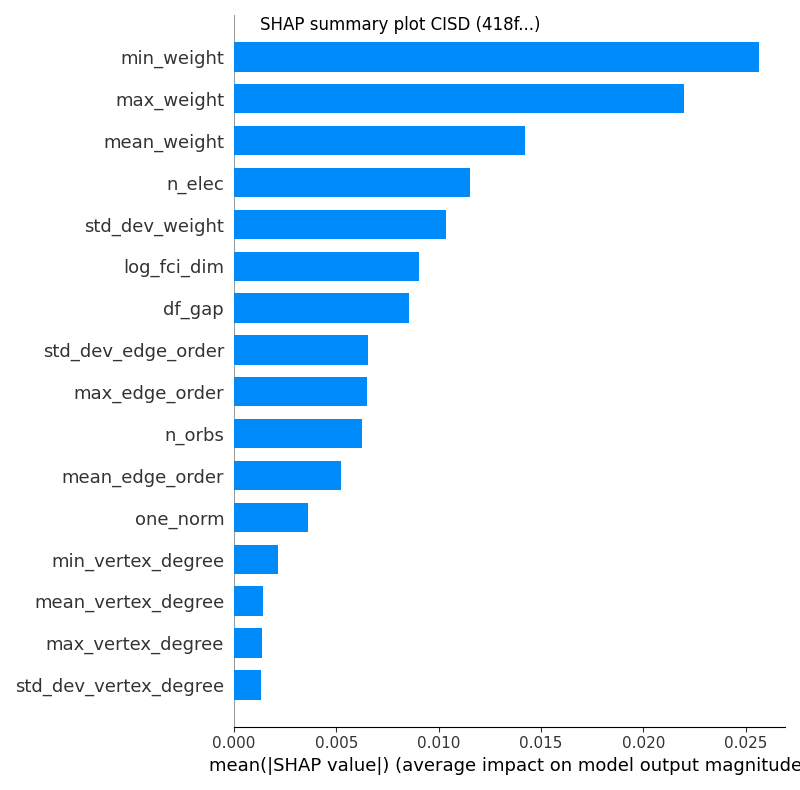 SHAP summary plot CISD (418f...)
min_weight
max_weight
mean_weight
n_elec
std_dev_weight
log_fci_dim
df_gap
std_dev_edge_order
max_edge_order
n_orbs
mean_edge_order
one_norm
min_vertex_degree
mean_vertex_degree
max_vertex_degree
std_dev_vertex_degree
0.000 0.005 0.010 0.015 0.020 0.025
mean(|SHAP value|) (average impact on model output magnitude